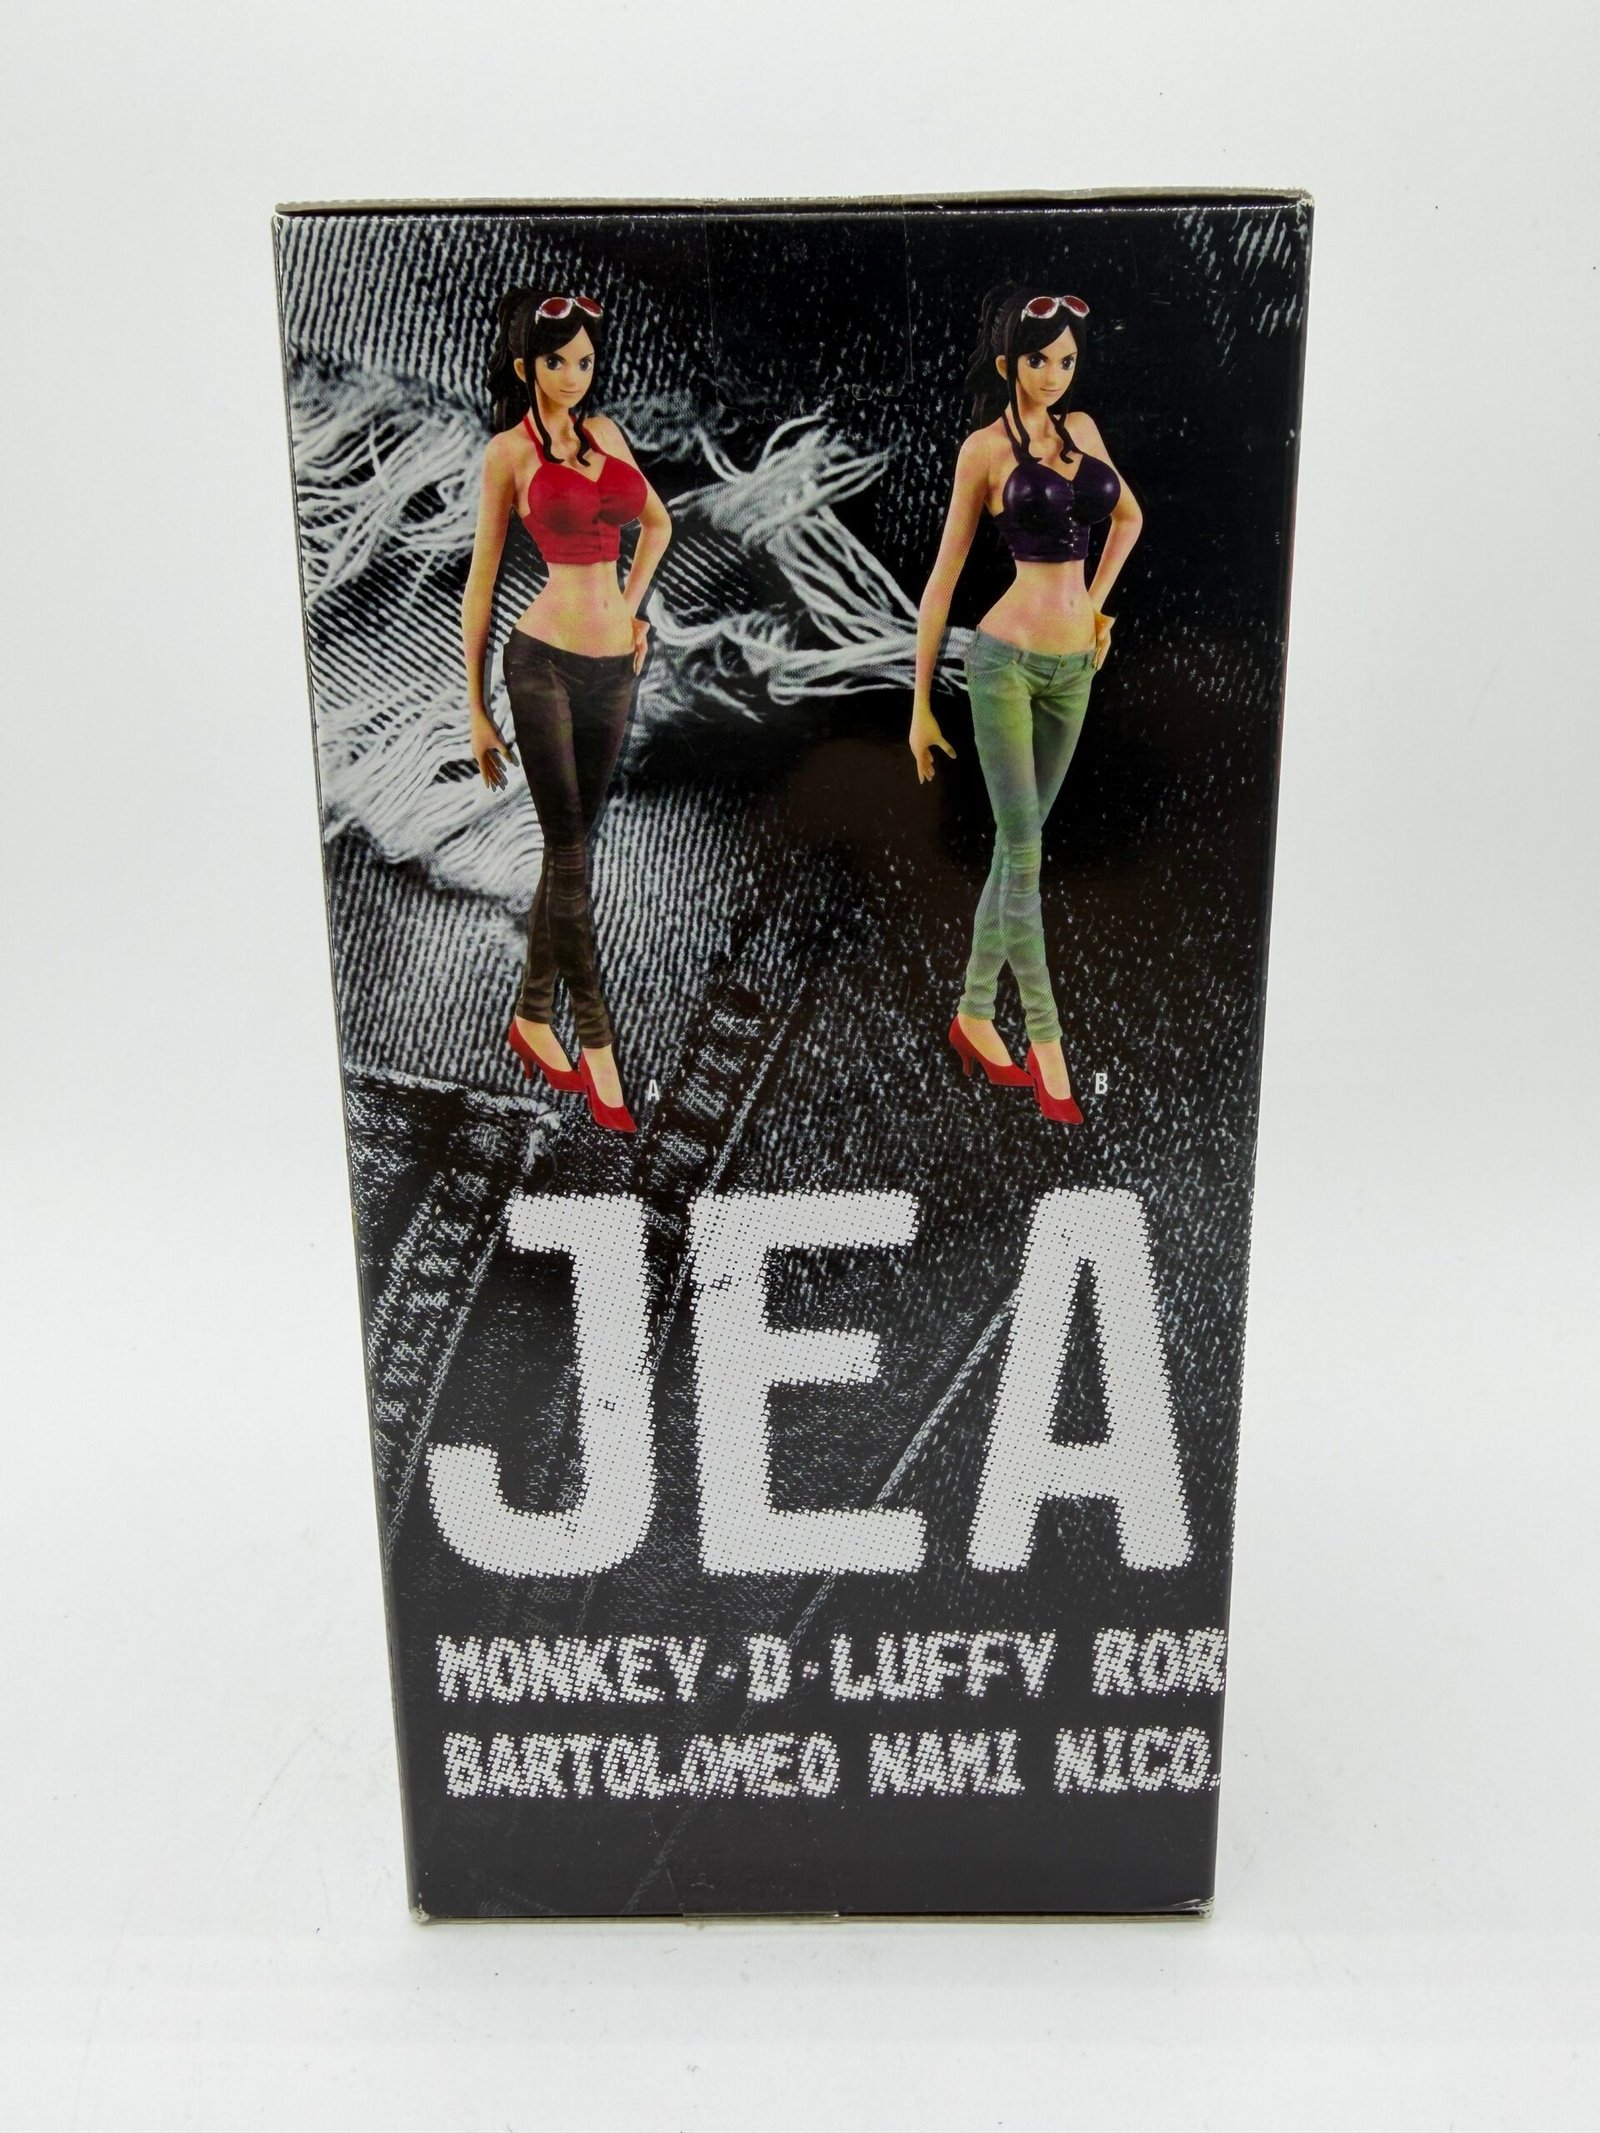 A B
JEA
MONKEY·D·LUFFY ROR
BARTOLOMEO NAMI NICO.